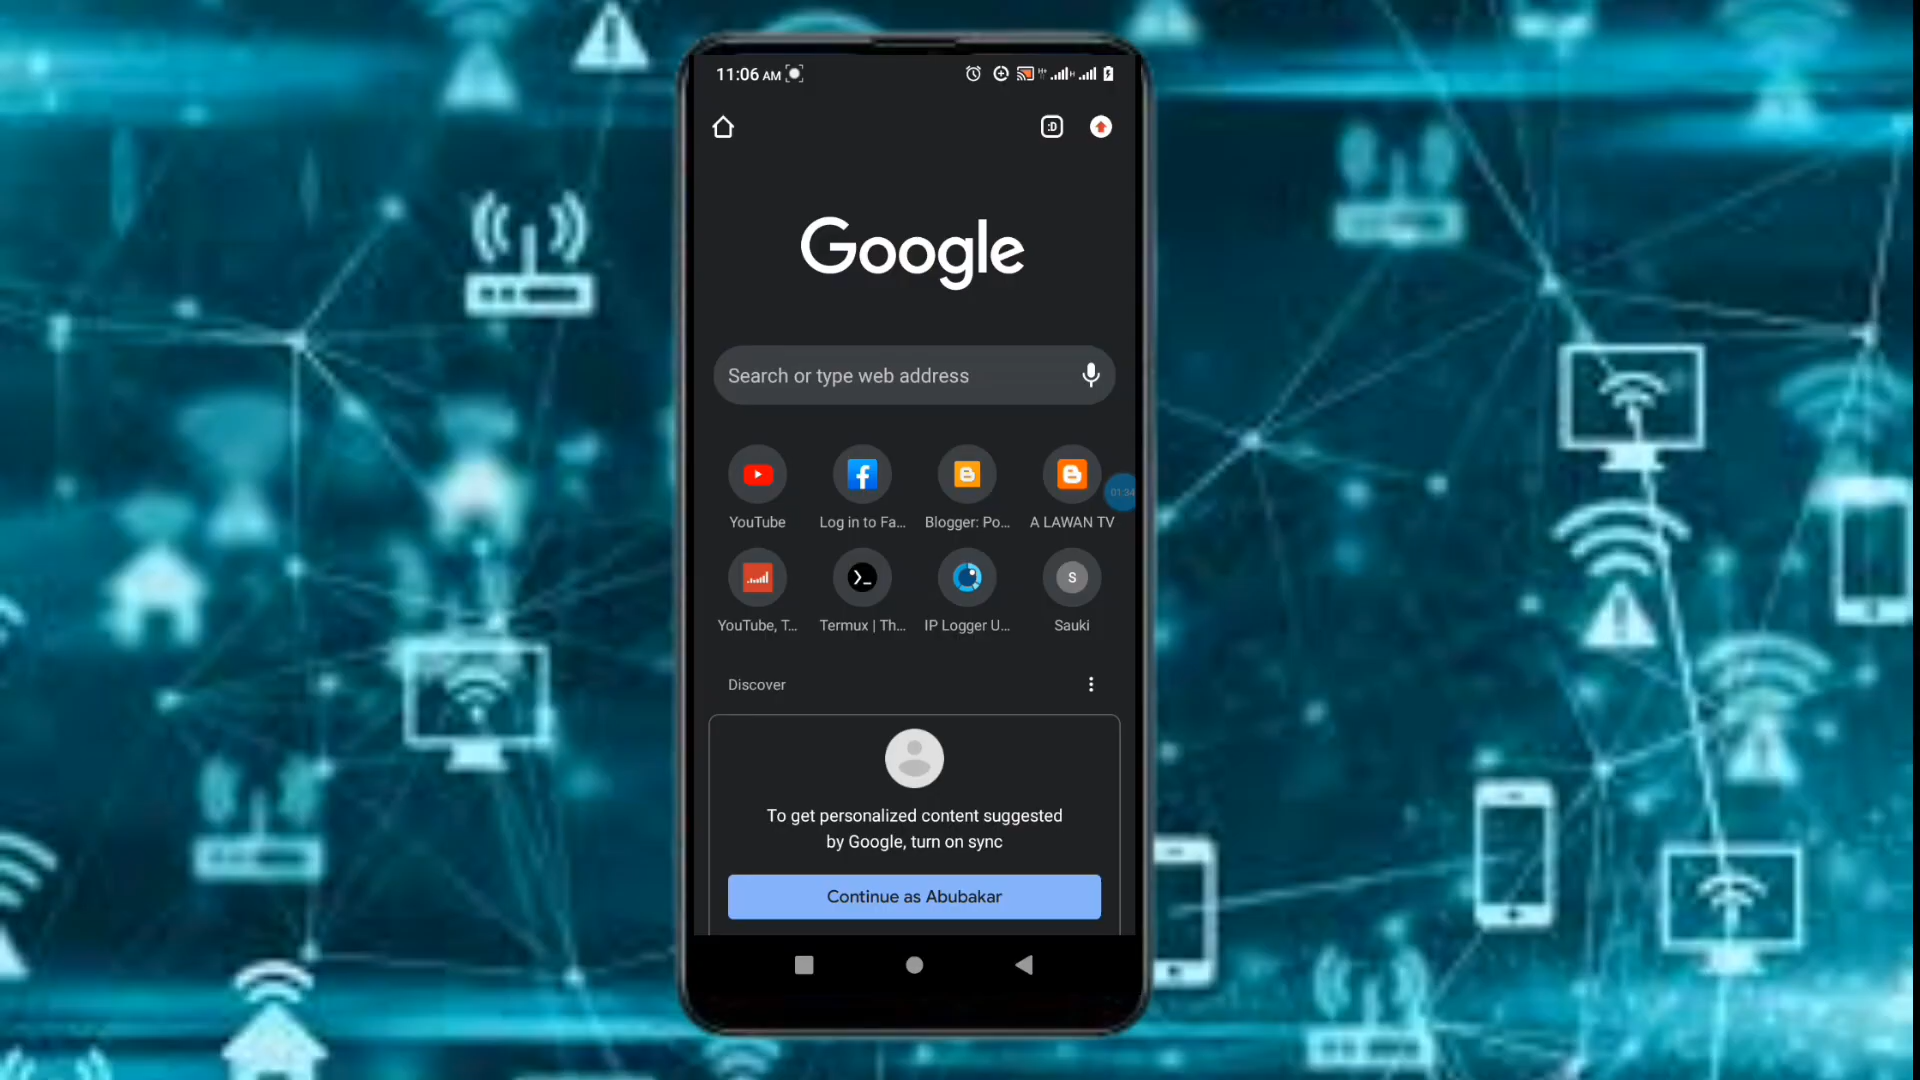 11:06 AM
:D
Google
Search or type web address
01:34
YouTube
Log in to Fa...
Blogger: Po...
A LAWAN TV
YouTube, T...
Termux | Th...
IP Logger U...
S
Sauki
Discover
To get personalized content suggested
by Google, turn on sync
Continue as Abubakar